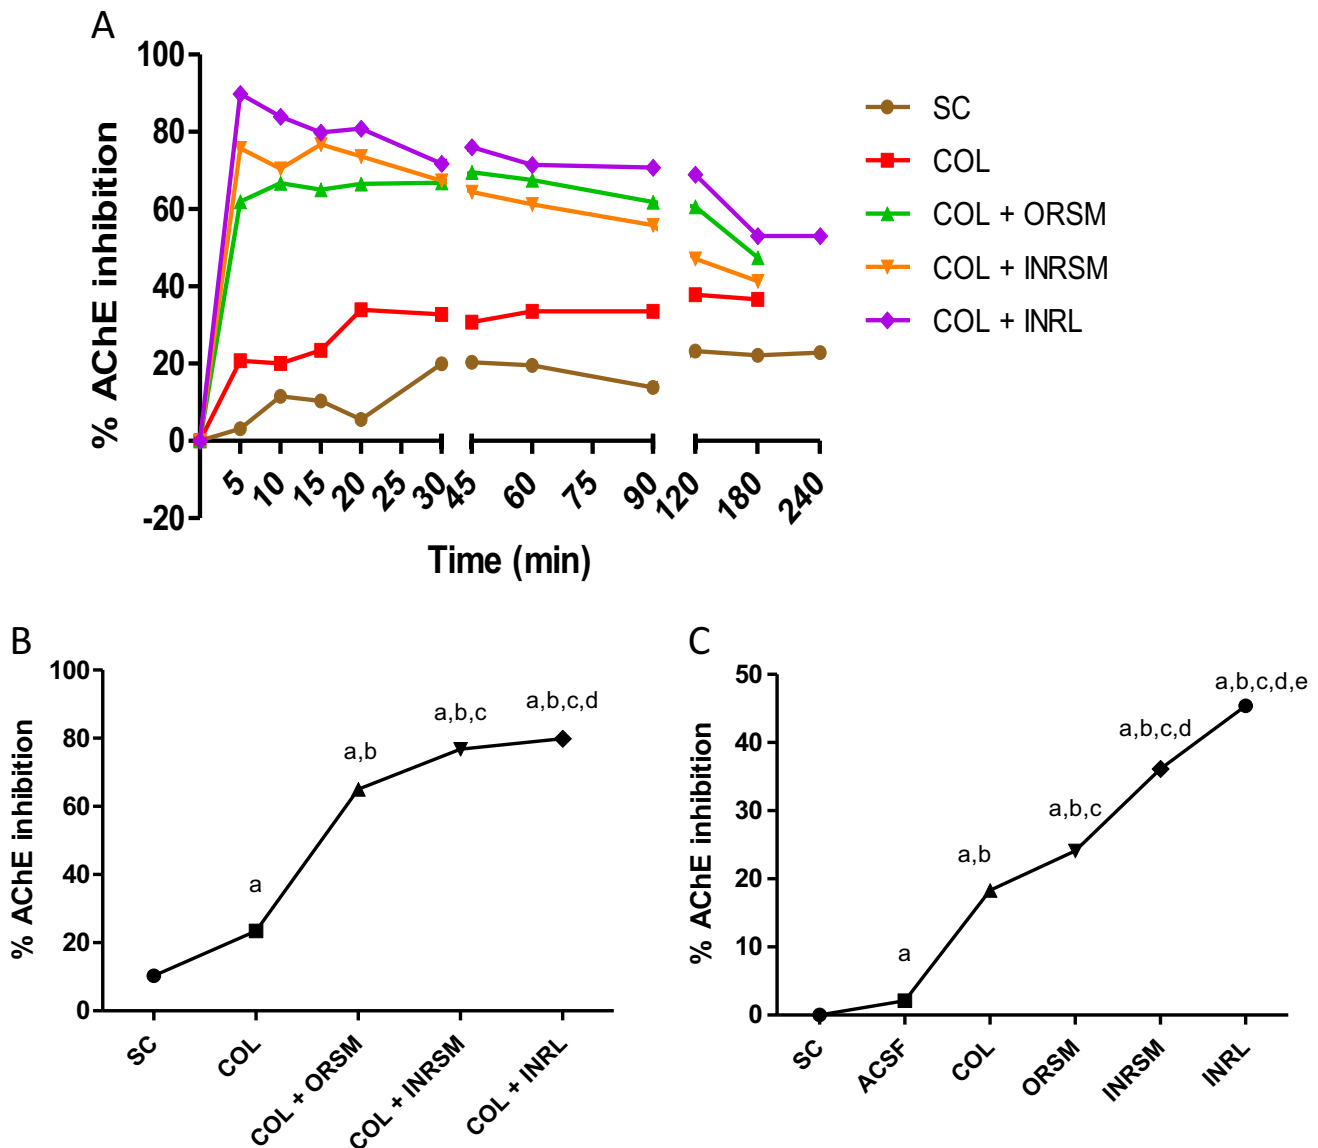 A
100
80
60
40
20
0
-20
% AChE inhibition
5 10 15 20 25 30 45 60 75 90 120 180 240
Time (min)
SC
COL
COL + ORSM
COL + INRSM
COL + INRL
B
100
80
60
40
20
0
% AChE inhibition
a
a,b
a,b,c
a,b,c,d
SC
COL
COL + ORSM
COL + INRSM
COL + INRL
C
50
40
30
20
10
0
% AChE inhibition
a
a,b
a,b,c
a,b,c,d
a,b,c,d,e
SC
ACSF
COL
ORSM
INRSM
INRL